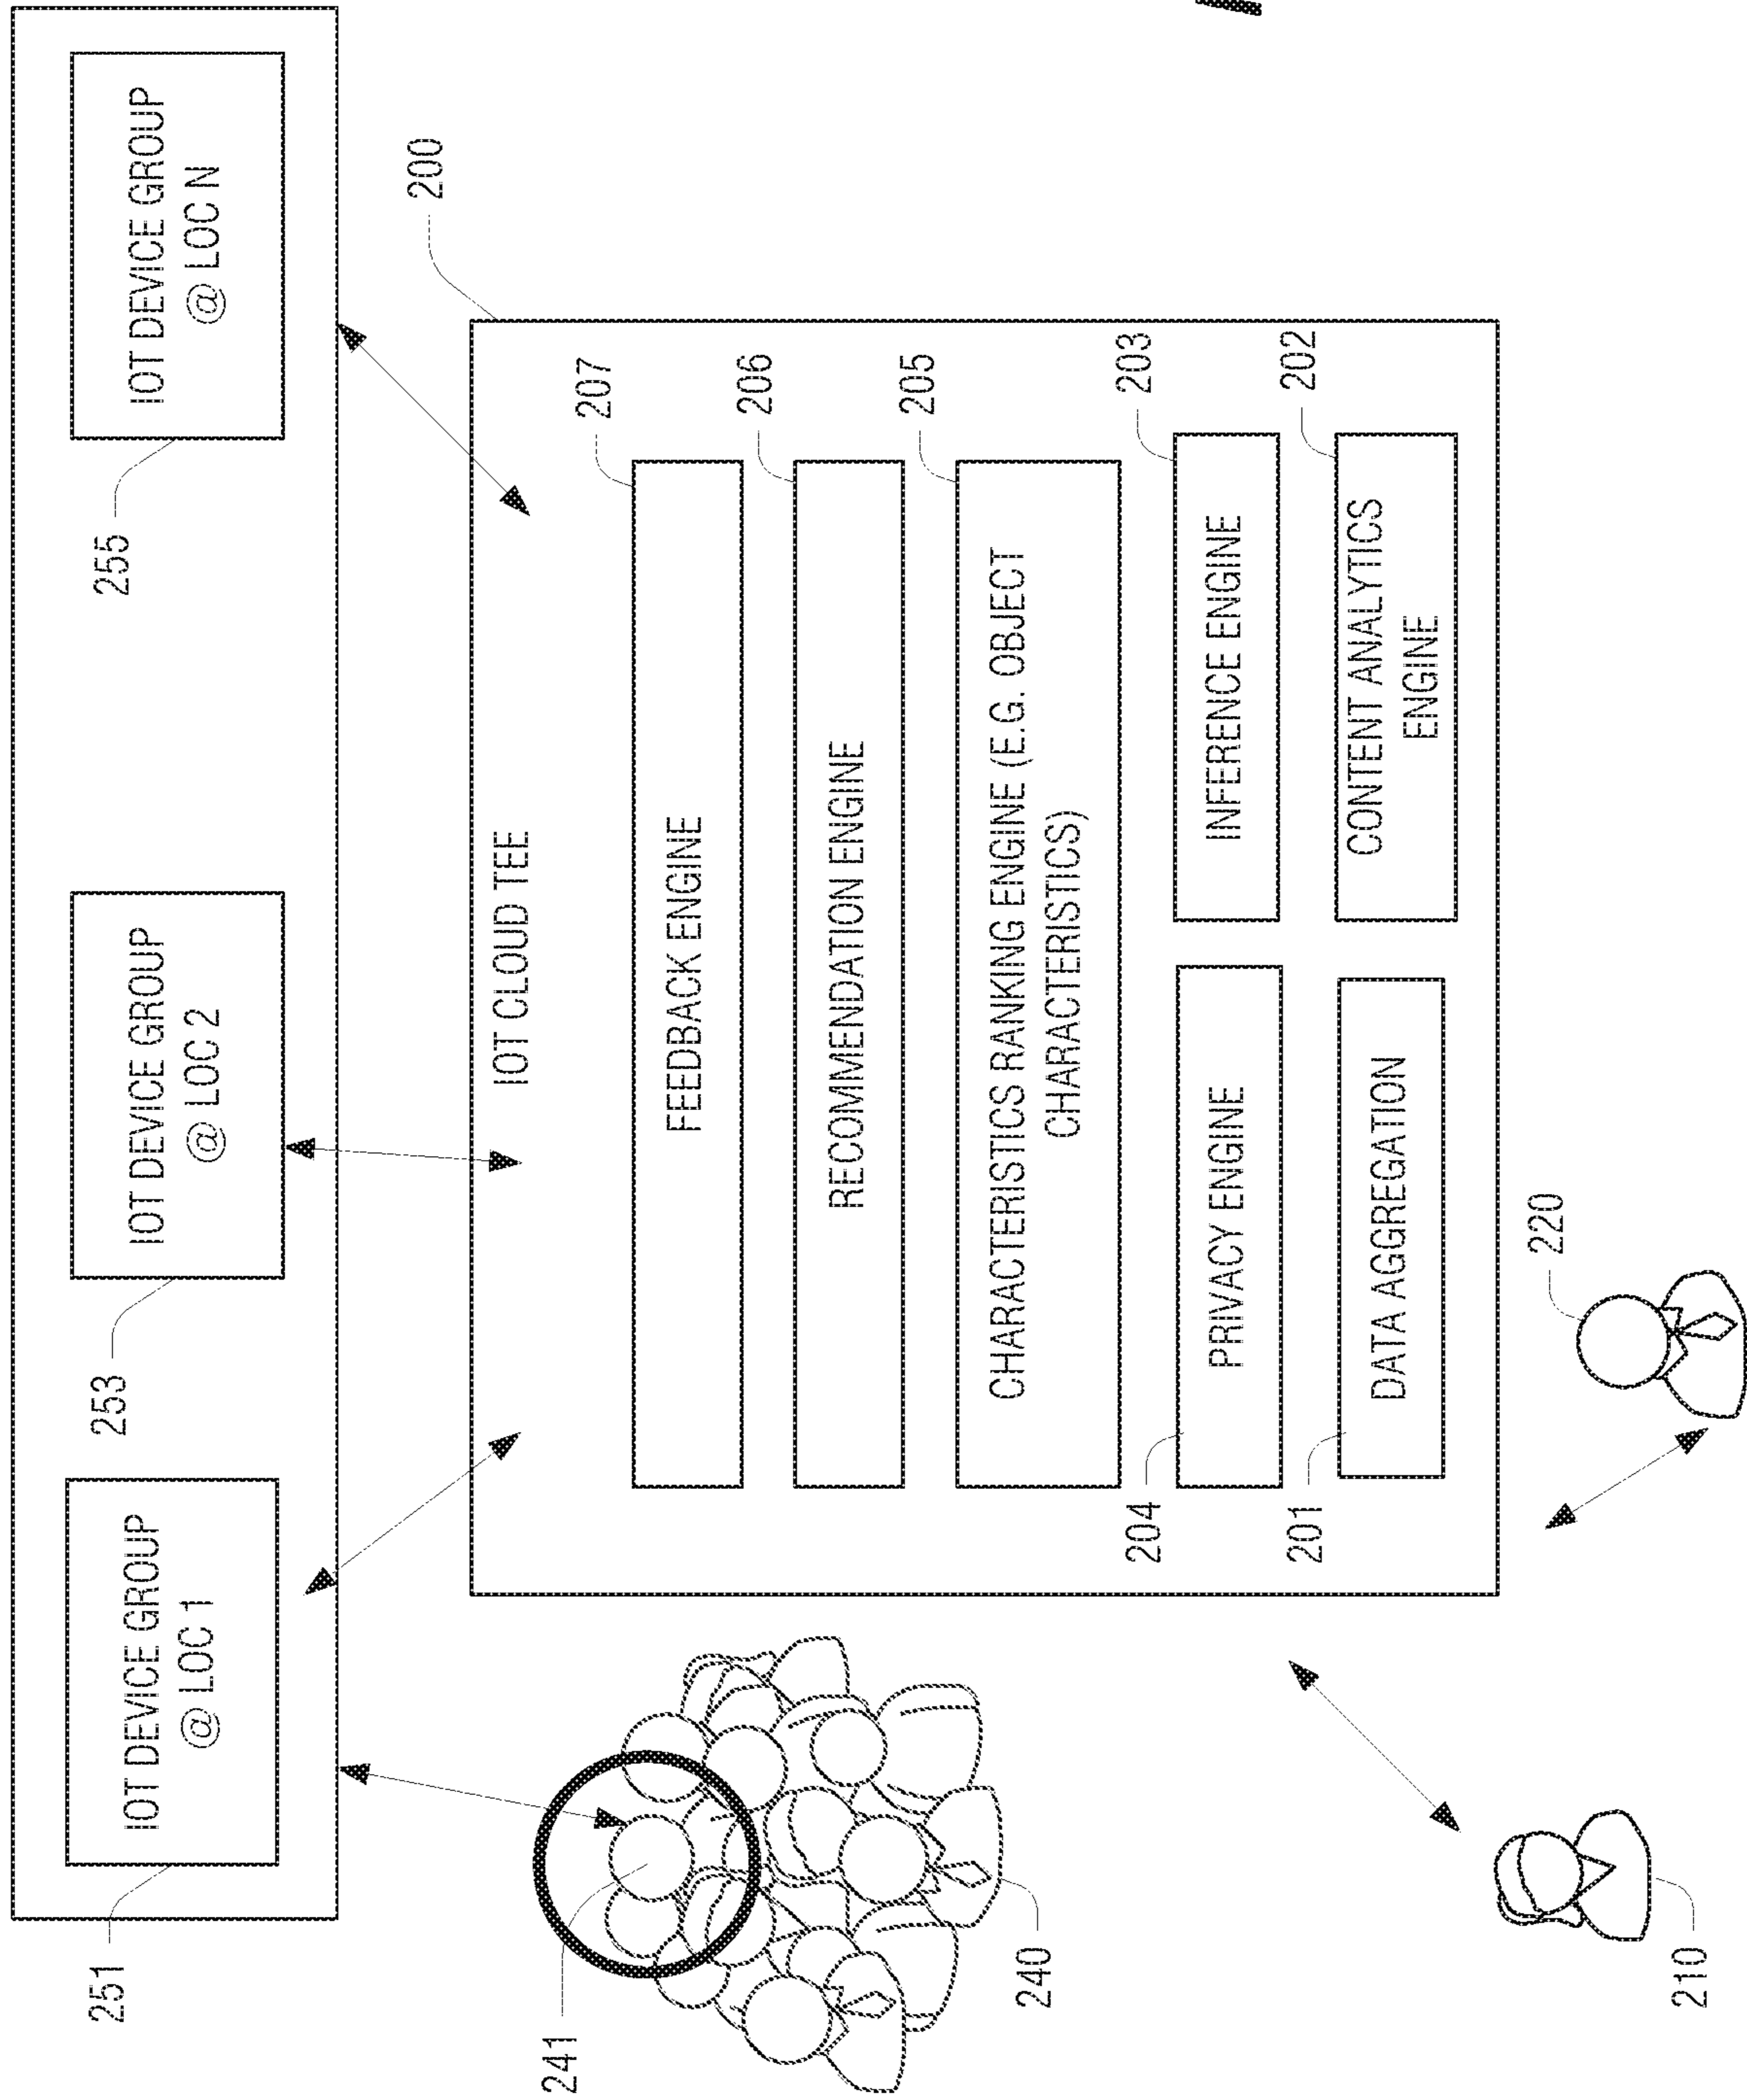 IOT DEVICE GROUP
@ LOC 1
251
IOT DEVICE GROUP
@ LOC 2
253
IOT DEVICE GROUP
@ LOC N
255
200
IOT CLOUD TEE
207
FEEDBACK ENGINE
206
RECOMMENDATION ENGINE
205
CHARACTERISTICS RANKING ENGINE (E.G. OBJECT
CHARACTERISTICS)
204
PRIVACY ENGINE
203
INFERENCE ENGINE
201
DATA AGGREGATION
202
CONTENT ANALYTICS
ENGINE
241
240
210
220